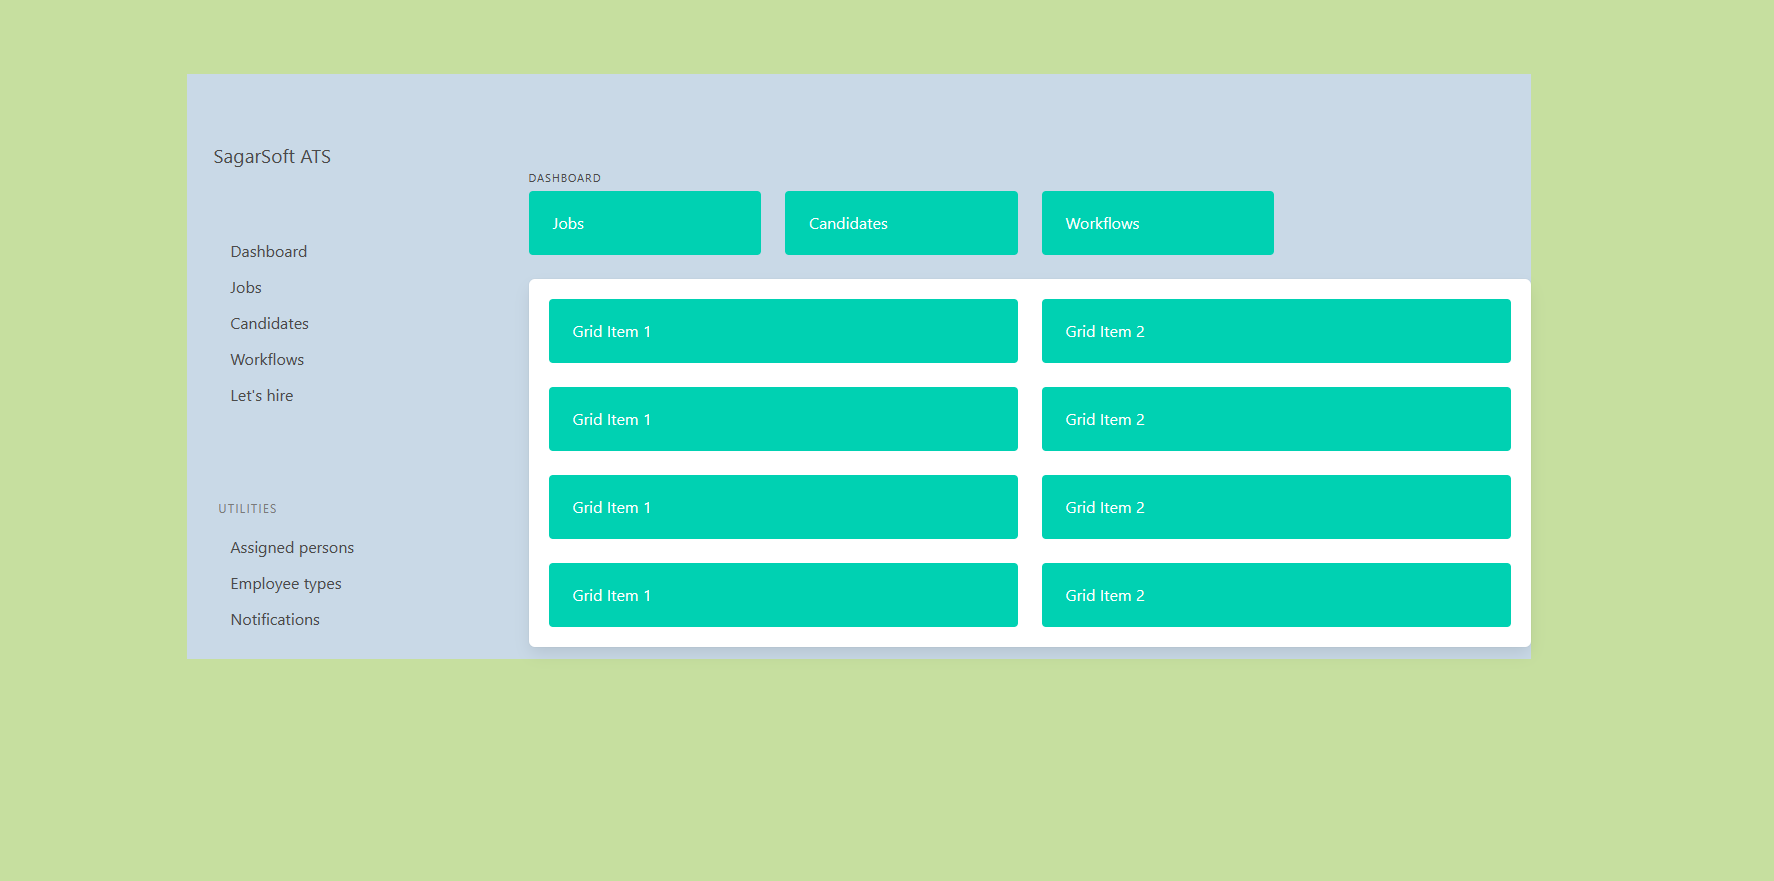 SagarSoft ATS
Dashboard
Jobs
Candidates
Workflows
Let's hire
UTILITIES
Assigned persons
Employee types
Notifications
DASHBOARD
Jobs
Candidates
Workflows
Grid Item 1
Grid Item 2
Grid Item 1
Grid Item 2
Grid Item 1
Grid Item 2
Grid Item 1
Grid Item 2